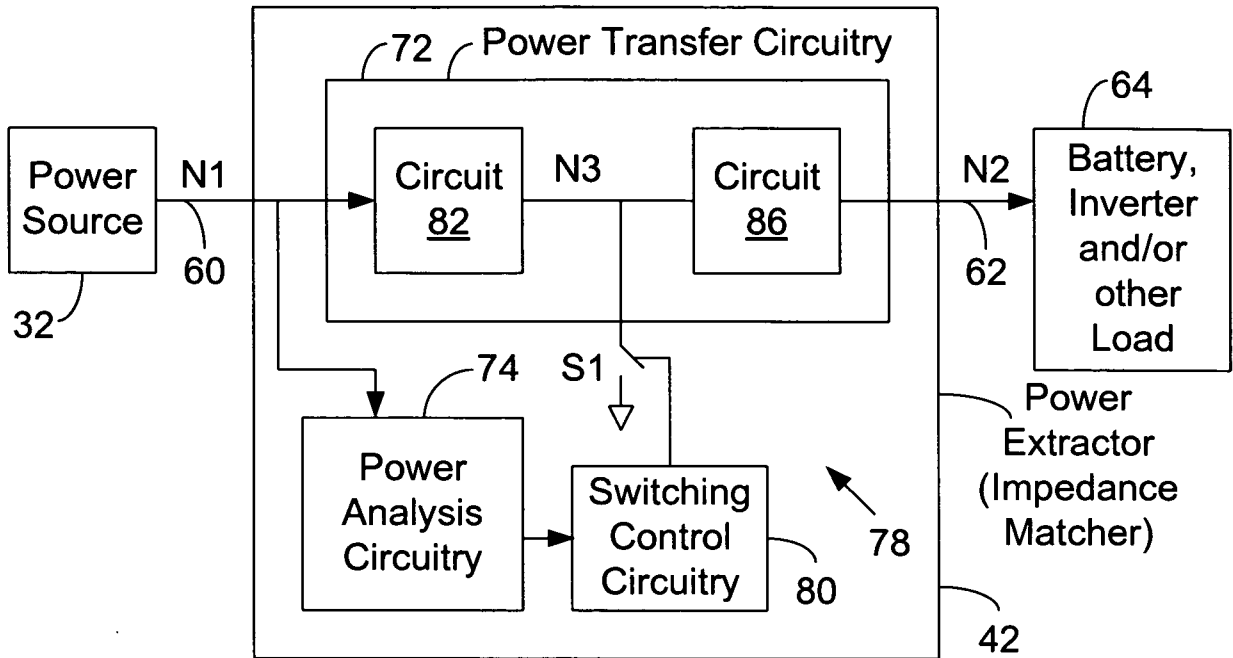 72
Power Transfer Circuitry
64
Power
Source
N1
Circuit
82
N3
Circuit
86
N2
Battery,
Inverter
and/or
other
Load
60
62
32
74
S1
Power
Analysis
Circuitry
Switching
Control
Circuitry
80
78
Power
Extractor
(Impedance
Matcher)
42